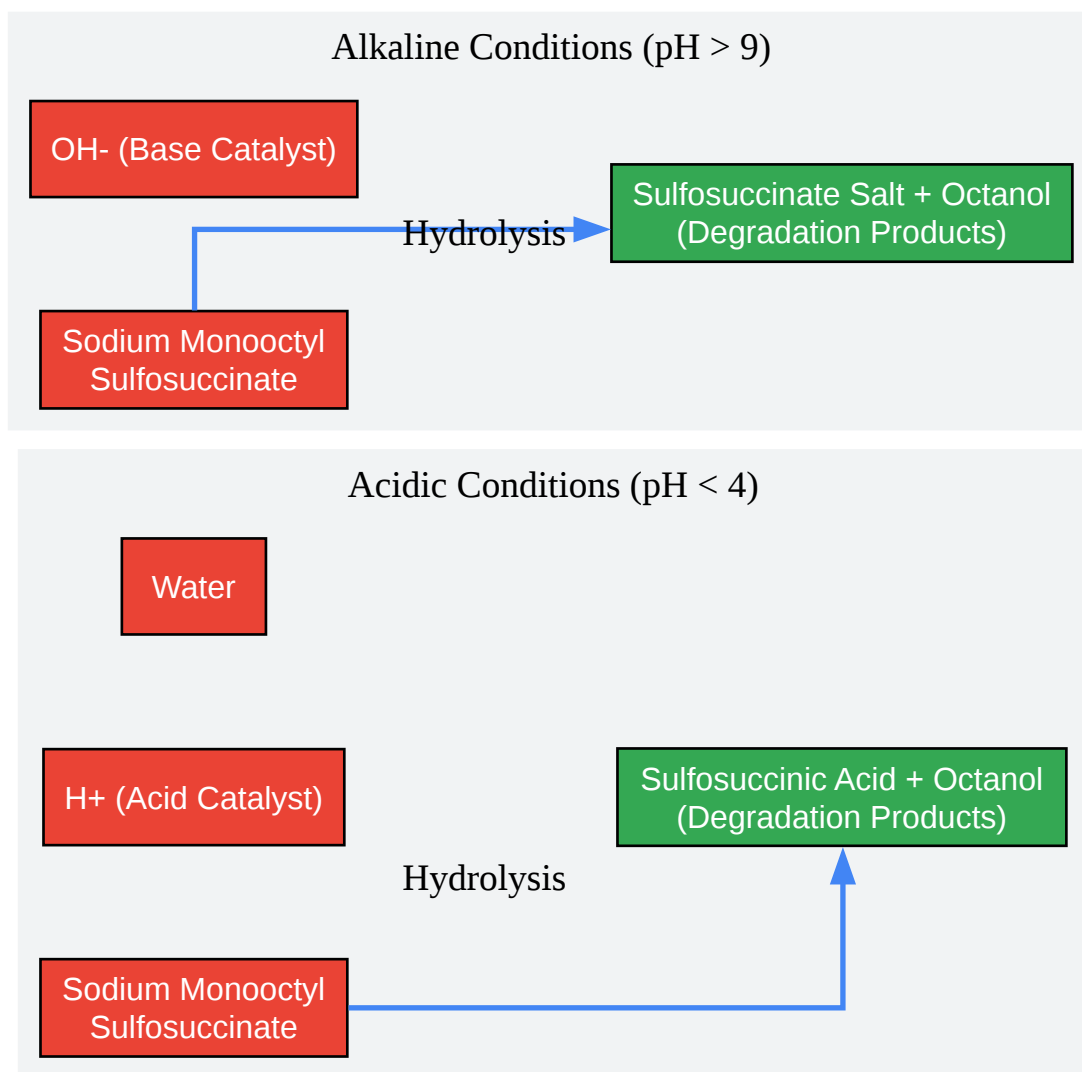 Alkaline Conditions (pH > 9)
OH- (Base Catalyst)
Sulfosuccinate Salt + Octanol
(Degradation Products)
Hydrolysis
Sodium Monooctyl
Sulfosuccinate
Acidic Conditions (pH < 4)
Water
H+ (Acid Catalyst)
Sulfosuccinic Acid + Octanol
(Degradation Products)
Hydrolysis
Sodium Monooctyl
Sulfosuccinate